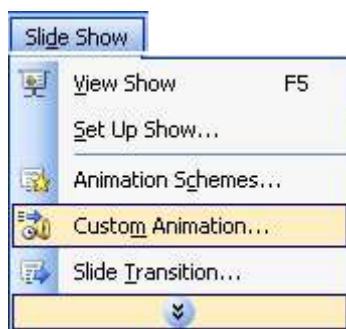 Slide Show
View Show F5
Set Up Show...
Animation Schemes...
Custom Animation...
Slide Transition...